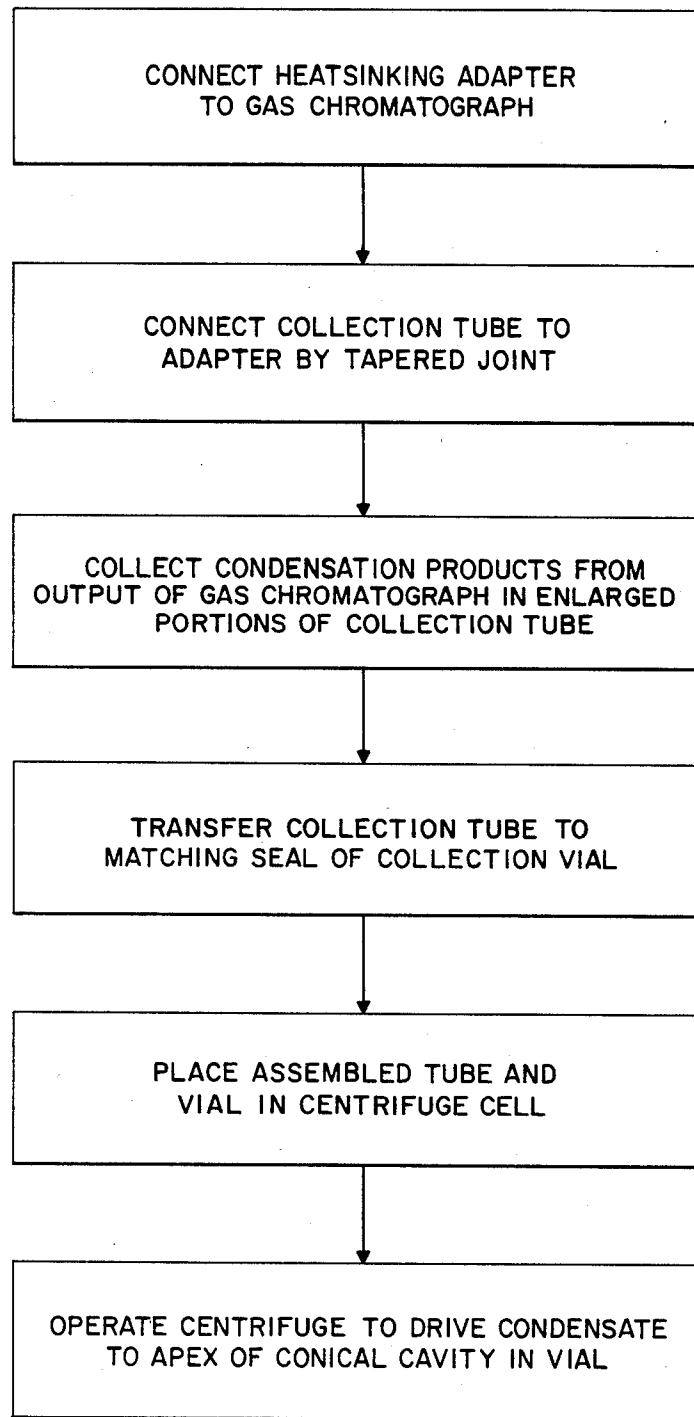 CONNECT HEATSINKING ADAPTER
TO GAS CHROMATOGRAPH
CONNECT COLLECTION TUBE TO
ADAPTER BY TAPERED JOINT
COLLECT CONDENSATION PRODUCTS FROM
OUTPUT OF GAS CHROMATOGRAPH IN ENLARGED
PORTIONS OF COLLECTION TUBE
TRANSFER COLLECTION TUBE TO
MATCHING SEAL OF COLLECTION VIAL
PLACE ASSEMBLED TUBE AND
VIAL IN CENTRIFUGE CELL
OPERATE CENTRIFUGE TO DRIVE CONDENSATE
TO APEX OF CONICAL CAVITY IN VIAL